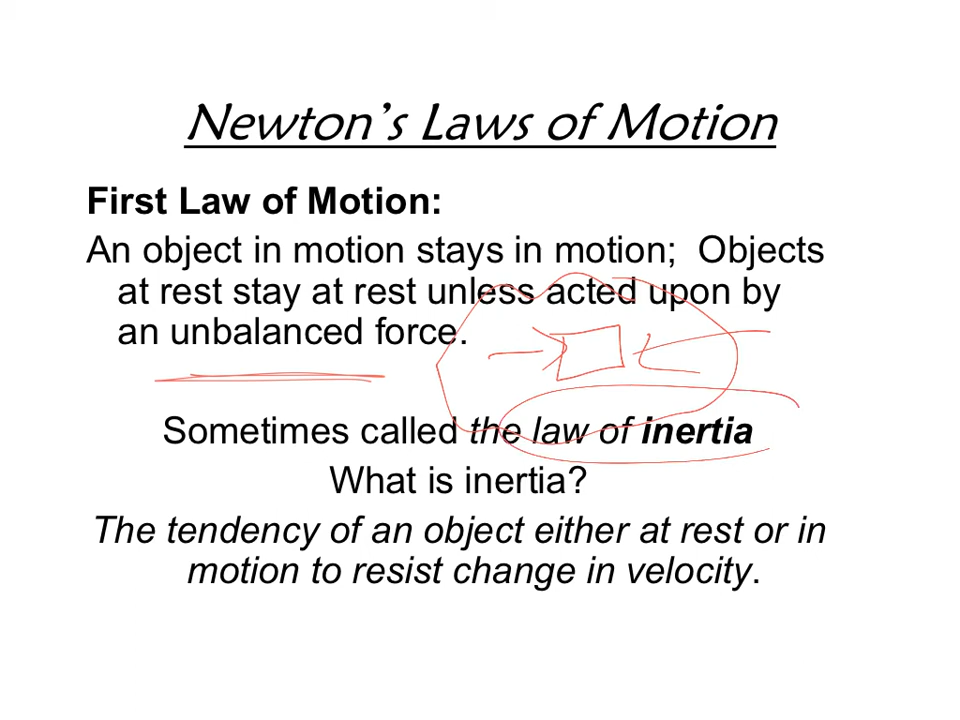 Newton's Laws of Motion
First Law of Motion:
An object in motion stays in motion;  Objects
at rest stay at rest unless acted upon by
an unbalanced force.
Sometimes called the law of inertia
What is inertia?
The tendency of an object either at rest or in
motion to resist change in velocity.